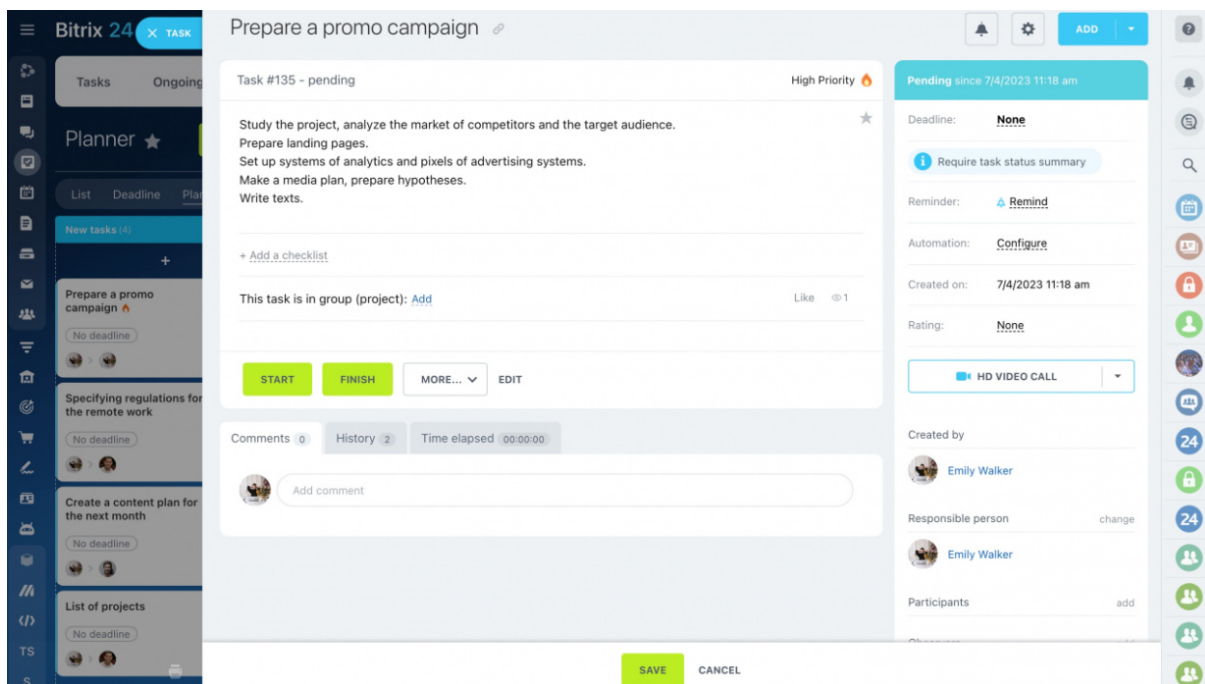 Bitrix 24
TASK
Tasks
Ongoing
Planner
List
Deadline
New tasks (4)
+
Prepare a promo
campaign
No deadline
Specifying regulations for
the remote work
No deadline
Create a content plan for
the next month
No deadline
List of projects
No deadline
TS
S
Prepare a promo campaign
ADD
Task #135 - pending
High Priority
Study the project, analyze the market of competitors and the target audience.
Prepare landing pages.
Set up systems of analytics and pixels of advertising systems.
Make a media plan, prepare hypotheses.
Write texts.
+ Add a checklist
This task is in group (project): Add
Like
1
START
FINISH
MORE...
EDIT
Comments 0
History 2
Time elapsed 00:00:00
Add comment
SAVE
CANCEL
Pending since 7/4/2023 11:18 am
Deadline: None
Require task status summary
Reminder: Remind
Automation: Configure
Created on: 7/4/2023 11:18 am
Rating: None
HD VIDEO CALL
Created by
Emily Walker
Responsible person
change
Emily Walker
Participants
add
24
24